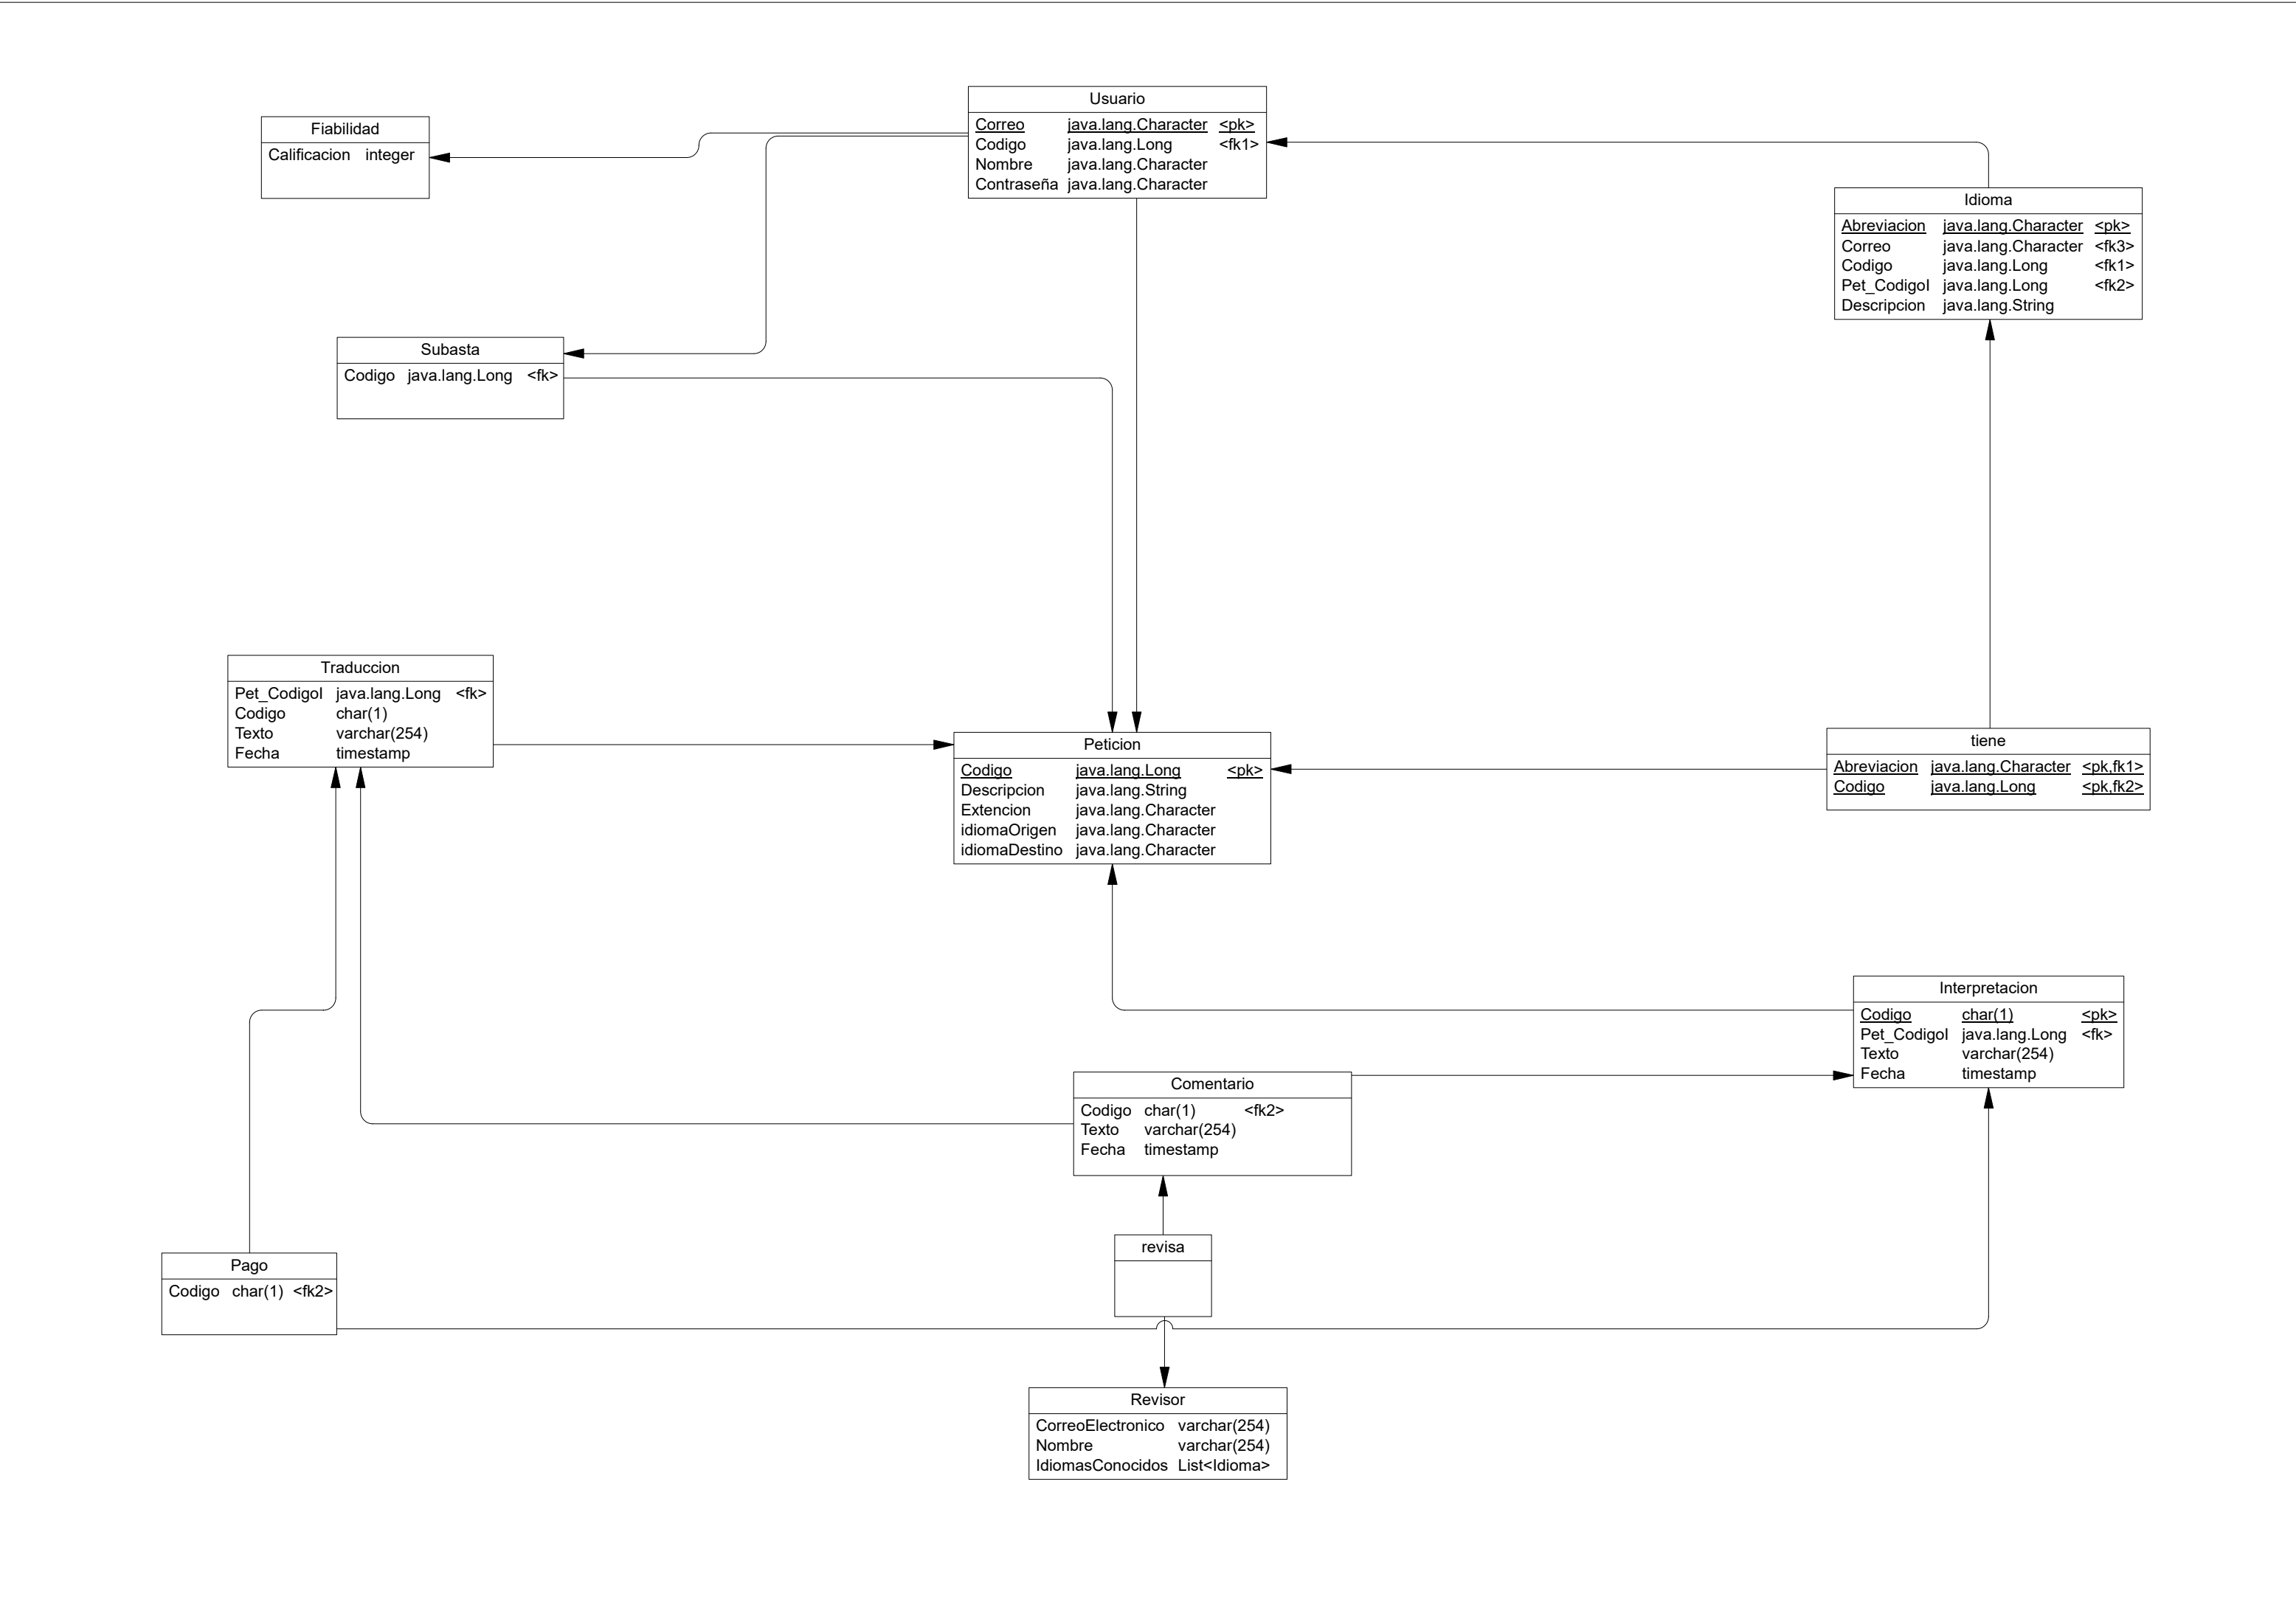 Usuario
Correo java.lang.Character <pk>
Codigo java.lang.Long <fk1>
Nombre java.lang.Character
Contraseña java.lang.Character
Fiabilidad
Calificacion integer
Idioma
Abreviacion java.lang.Character <pk>
Correo java.lang.Character <fk3>
Codigo java.lang.Long <fk1>
Pet_CodigoI java.lang.Long <fk2>
Descripcion java.lang.String
Subasta
Codigo java.lang.Long <fk>
Traduccion
Pet_CodigoI java.lang.Long <fk>
Codigo char(1)
Texto varchar(254)
Fecha timestamp
Peticion
Codigo java.lang.Long <pk>
Descripcion java.lang.String
Extencion java.lang.Character
idiomaOrigen java.lang.Character
idiomaDestino java.lang.Character
tiene
Abreviacion java.lang.Character <pk,fk1>
Codigo java.lang.Long <pk,fk2>
Interpretacion
Codigo char(1) <pk>
Pet_CodigoI java.lang.Long <fk>
Texto varchar(254)
Fecha timestamp
Comentario
Codigo char(1) <fk2>
Texto varchar(254)
Fecha timestamp
revisa
Pago
Codigo char(1) <fk2>
Revisor
CorreoElectronico varchar(254)
Nombre varchar(254)
IdiomasConocidos List<Idioma>